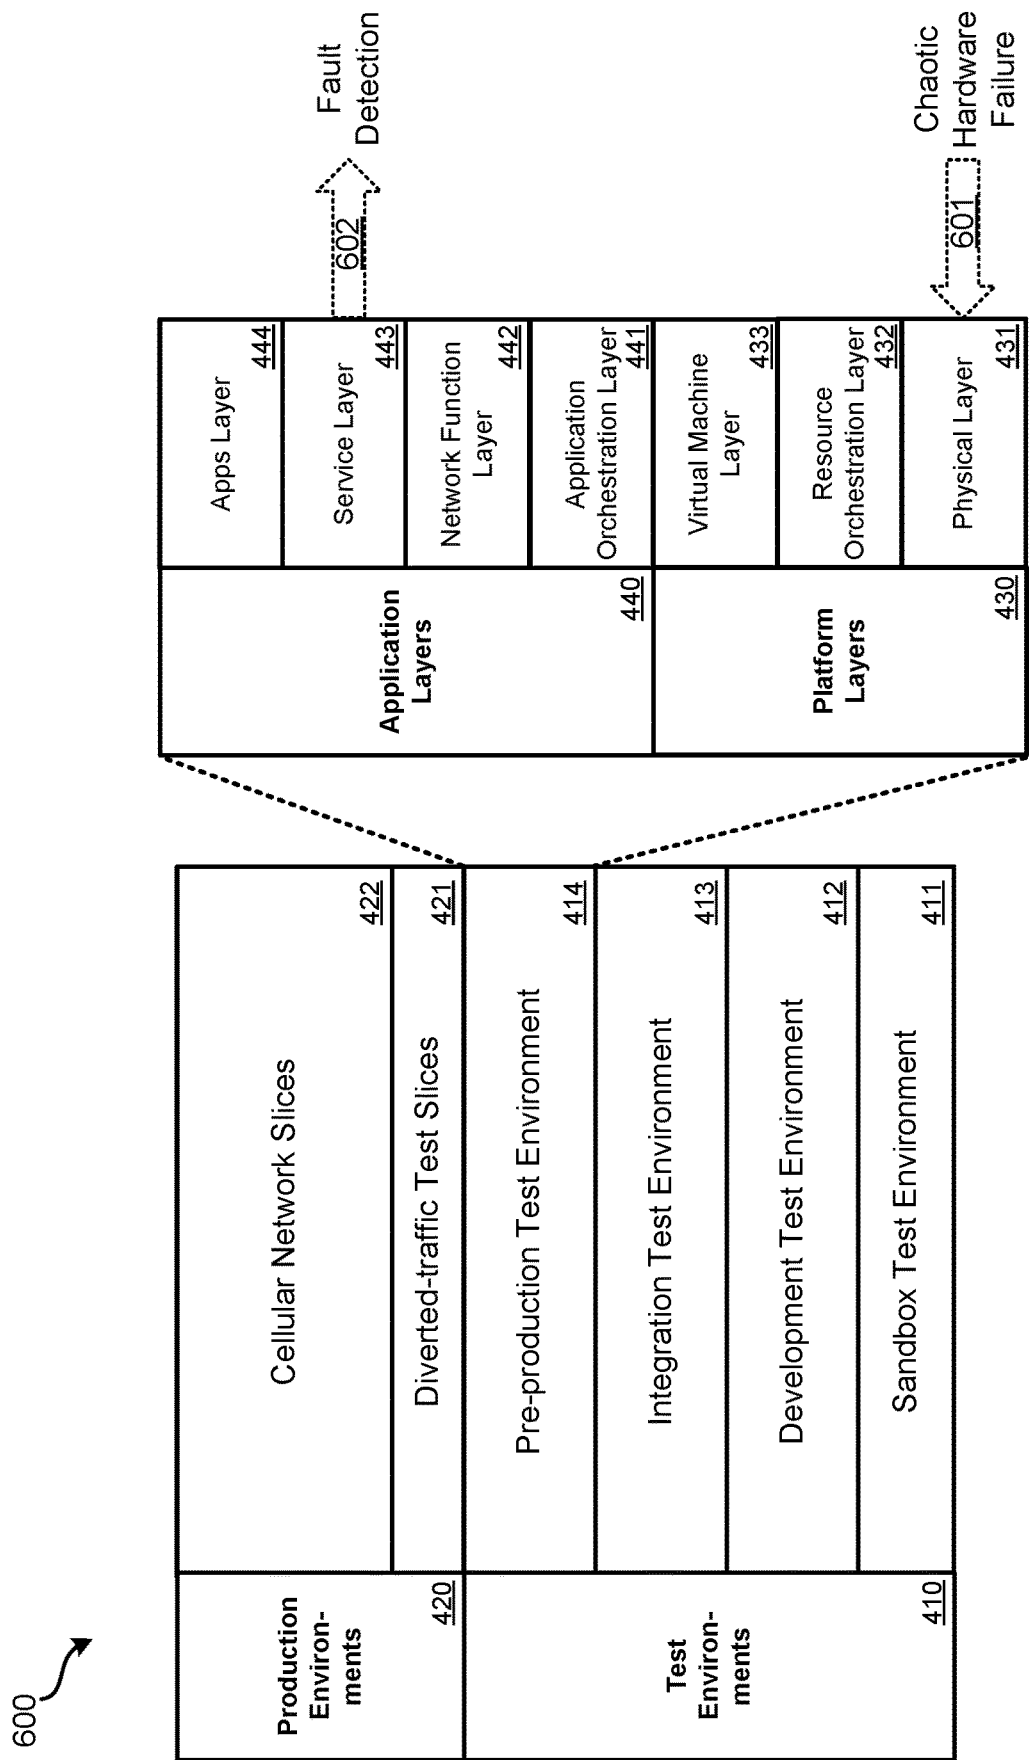 600
Production
Environ-
ments
420
Cellular Network Slices
422
Diverted-traffic Test Slices
421
Test
Environ-
ments
410
Pre-production Test Environment
414
Integration Test Environment
413
Development Test Environment
412
Sandbox Test Environment
411
Application
Layers
440
Apps Layer
444
Service Layer
443
Network Function
Layer
442
Application
Orchestration Layer
441
Platform
Layers
430
Virtual Machine
Layer
433
Resource
Orchestration Layer
432
Physical Layer
431
602
Fault
Detection
601
Chaotic
Hardware
Failure